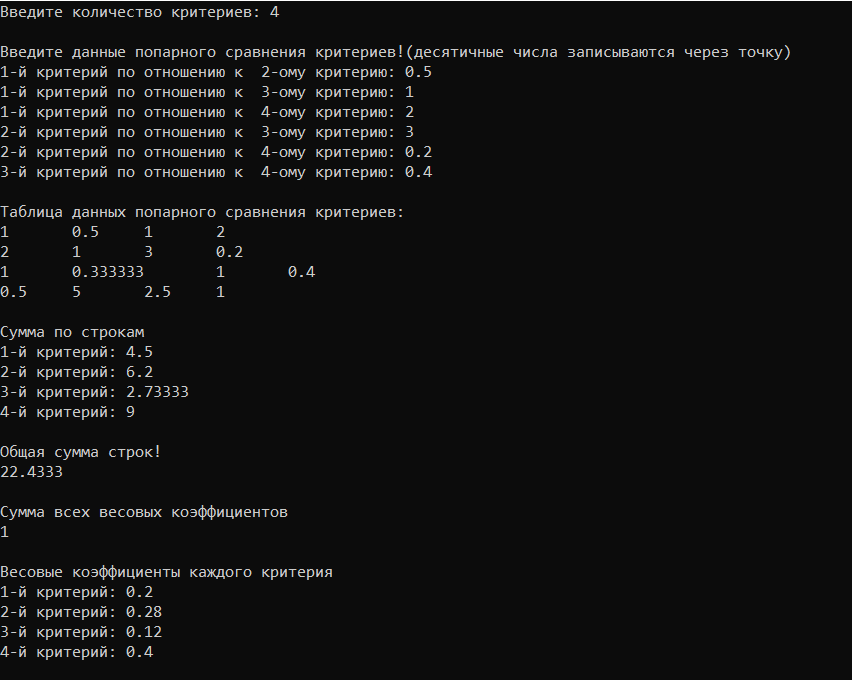 Введите количество критериев: 4
Введите данные попарного сравнения критериев!(десятичные числа записываются через точку)
1-й критерий по отношению к  2-ому критерию: 0.5
1-й критерий по отношению к  3-ому критерию: 1
1-й критерий по отношению к  4-ому критерию: 2
2-й критерий по отношению к  3-ому критерию: 3
2-й критерий по отношению к  4-ому критерию: 0.2
3-й критерий по отношению к  4-ому критерию: 0.4
Таблица данных попарного сравнения критериев:
1       0.5     1       2
2       1       3       0.2
1       0.333333        1       0.4
0.5     5       2.5     1
Сумма по строкам
1-й критерий: 4.5
2-й критерий: 6.2
3-й критерий: 2.73333
4-й критерий: 9
Общая сумма строк!
22.4333
Сумма всех весовых коэффициентов
1
Весовые коэффициенты каждого критерия
1-й критерий: 0.2
2-й критерий: 0.28
3-й критерий: 0.12
4-й критерий: 0.4